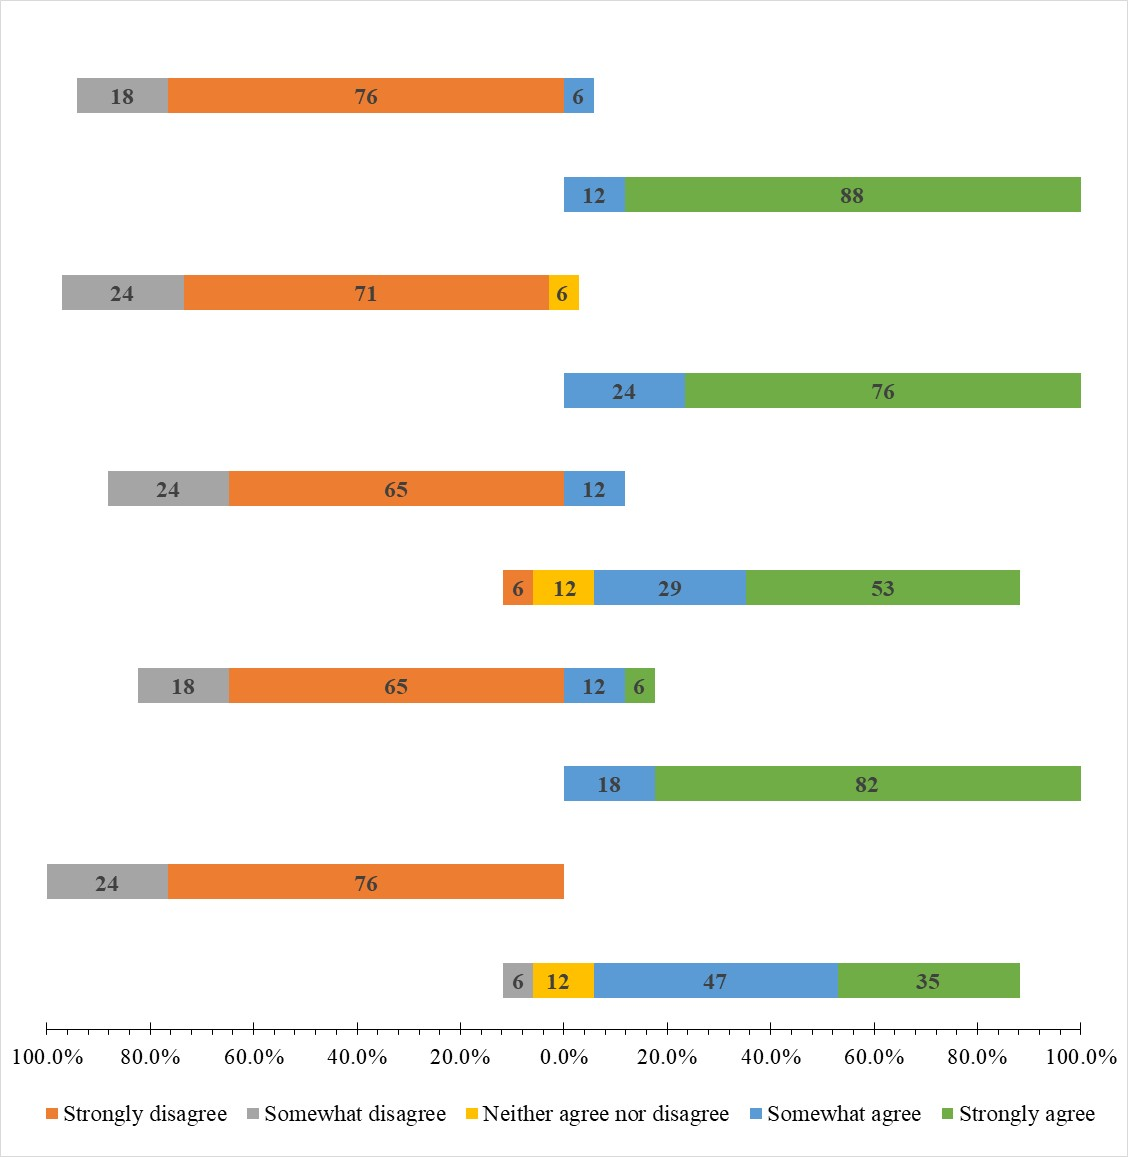 18 76 6
12 88
24 71 6
24 76
24 65 12
6 12 29 53
18 65 12 6
18 82
24 76
6 12 47 35
100.0% 80.0% 60.0% 40.0% 20.0% 0.0% 20.0% 40.0% 60.0% 80.0% 100.0%
Strongly disagree Somewhat disagree Neither agree nor disagree Somewhat agree Strongly agree